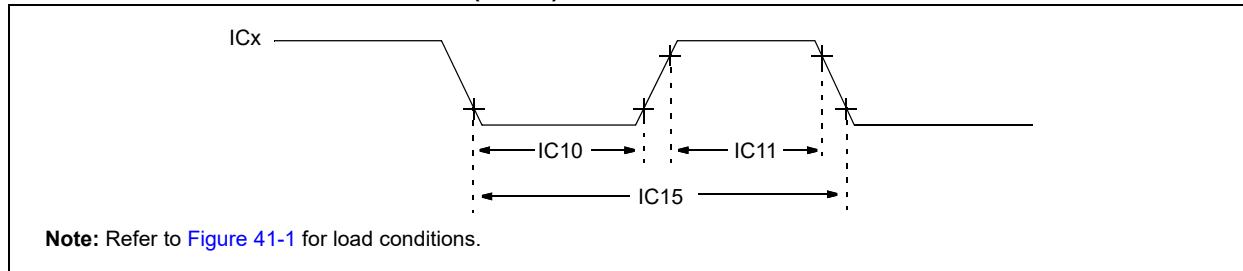 ICx
IC10
IC11
IC15
Note: Refer to Figure 41-1 for load conditions.